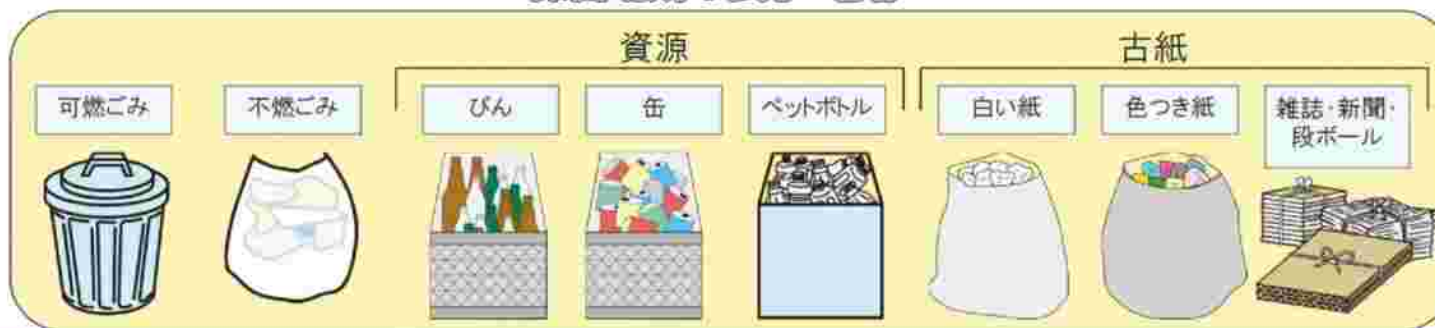 資源
古紙
可燃ごみ
不燃ごみ
びん
缶
ペットボトル
白い紙
色つき紙
雑誌・新聞・
段ボール